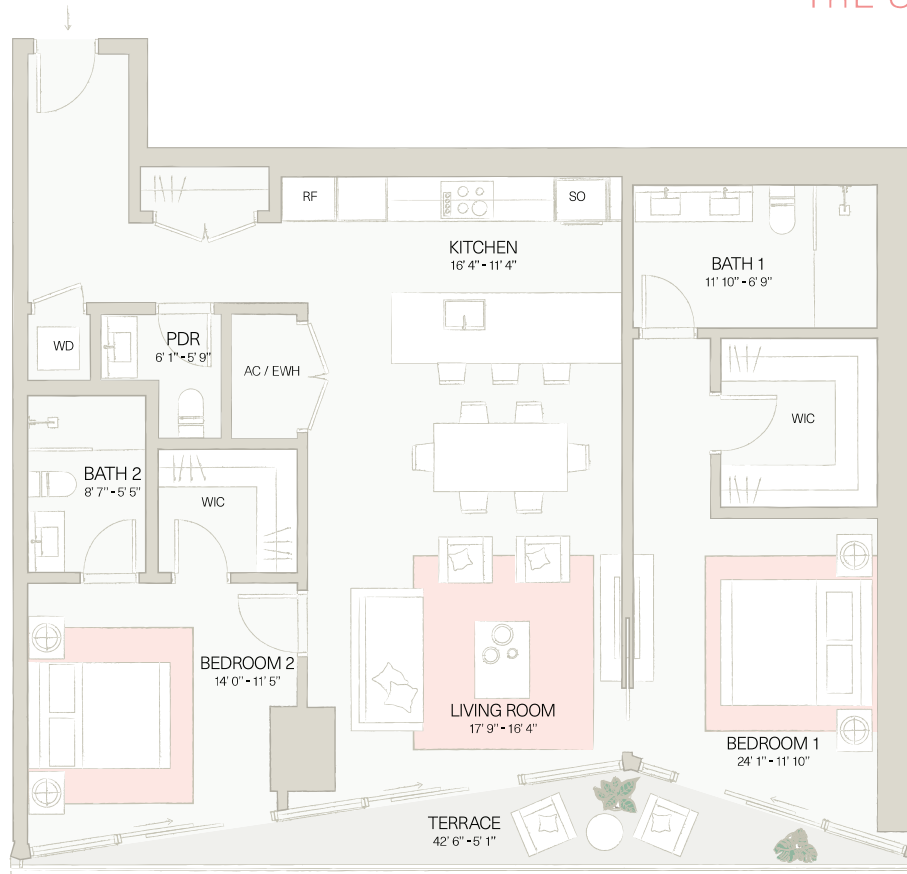 RF
SO
KITCHEN
16' 4" - 11' 4"
BATH 1
11' 10" - 6' 9"
WD
PDR
6' 1" - 5' 9"
AC / EWH
WIC
BATH 2
8' 7" - 5' 5"
WIC
BEDROOM 2
14' 0" - 11' 5"
LIVING ROOM
17' 9" - 16' 4"
BEDROOM 1
24' 1" - 11' 10"
TERRACE
42' 6" - 5' 1"